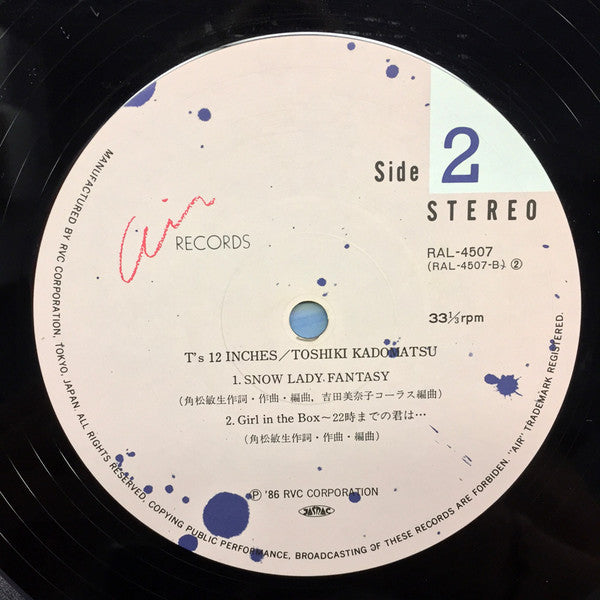 Side 2
STEREO
Air RECORDS
RAL-4507
(RAL-4507-B) ②
33⅓rpm
T's 12 INCHES／TOSHIKI KADOMATSU
1. SNOW LADY FANTASY
(角松敏生作詞・作曲・編曲、吉田美奈子コーラス編曲)
2. Girl in the Box〜22時までの君は…
(角松敏生作詞・作曲・編曲)
Ⓟ '86 RVC CORPORATION
JASRAC
MANUFACTURED BY RVC CORPORATION, TOKYO, JAPAN. ALL RIGHTS RESERVED, COPYING PUBLIC PERFORMANCE, BROADCASTING OF THESE RECORDS ARE FORBIDEN. "AIR" TRADEMARK REGISTERED.